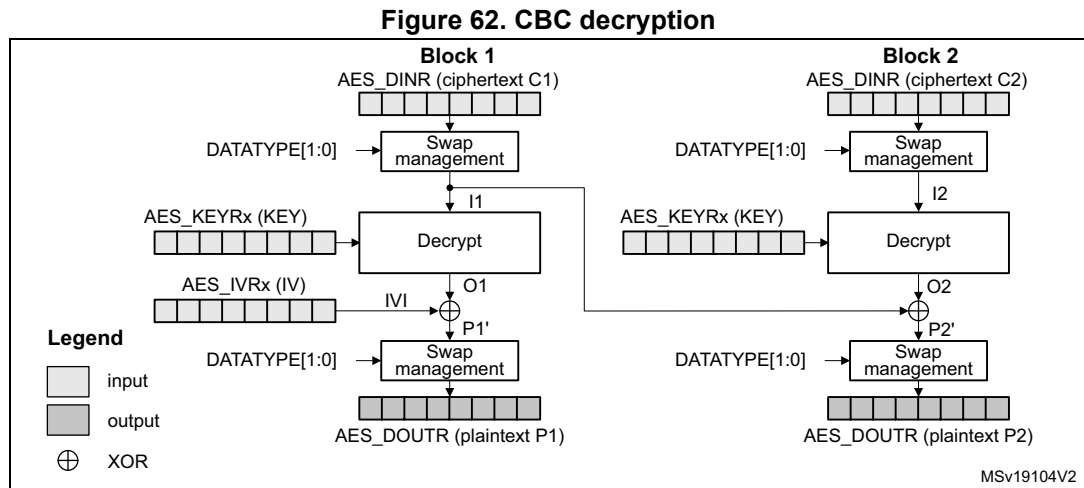 Figure 62. CBC decryption
Block 1
AES_DINR (ciphertext C1)
DATATYPE[1:0]
Swap
management
I1
AES_KEYRx (KEY)
Decrypt
AES_IVRx (IV)
IVI
O1
P1'
DATATYPE[1:0]
Swap
management
AES_DOUTR (plaintext P1)
Block 2
AES_DINR (ciphertext C2)
DATATYPE[1:0]
Swap
management
I2
AES_KEYRx (KEY)
Decrypt
O2
P2'
DATATYPE[1:0]
Swap
management
AES_DOUTR (plaintext P2)
Legend
input
output
XOR
MSv19104V2